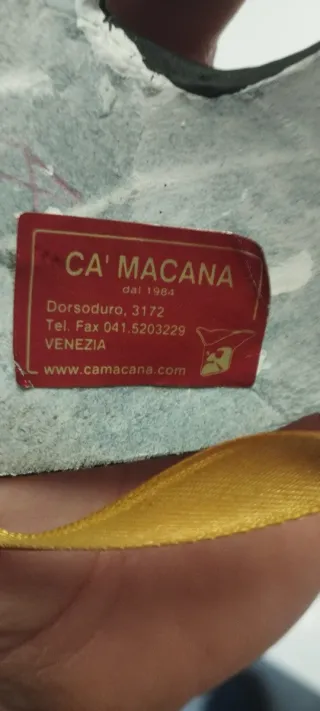 CA' MACANA
dal 1984
Dorsoduro, 3172
Tel. Fax 041.5203229
VENEZIA
www.camacana.com